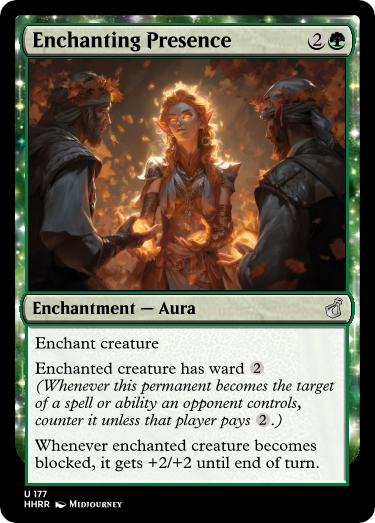 Enchanting Presence 2
Enchantment — Aura
Enchant creature
Enchanted creature has ward 2
(Whenever this permanent becomes the target
of a spell or ability an opponent controls,
counter it unless that player pays 2.)
Whenever enchanted creature becomes
blocked, it gets +2/+2 until end of turn.
U 177
HHRR Midjourney